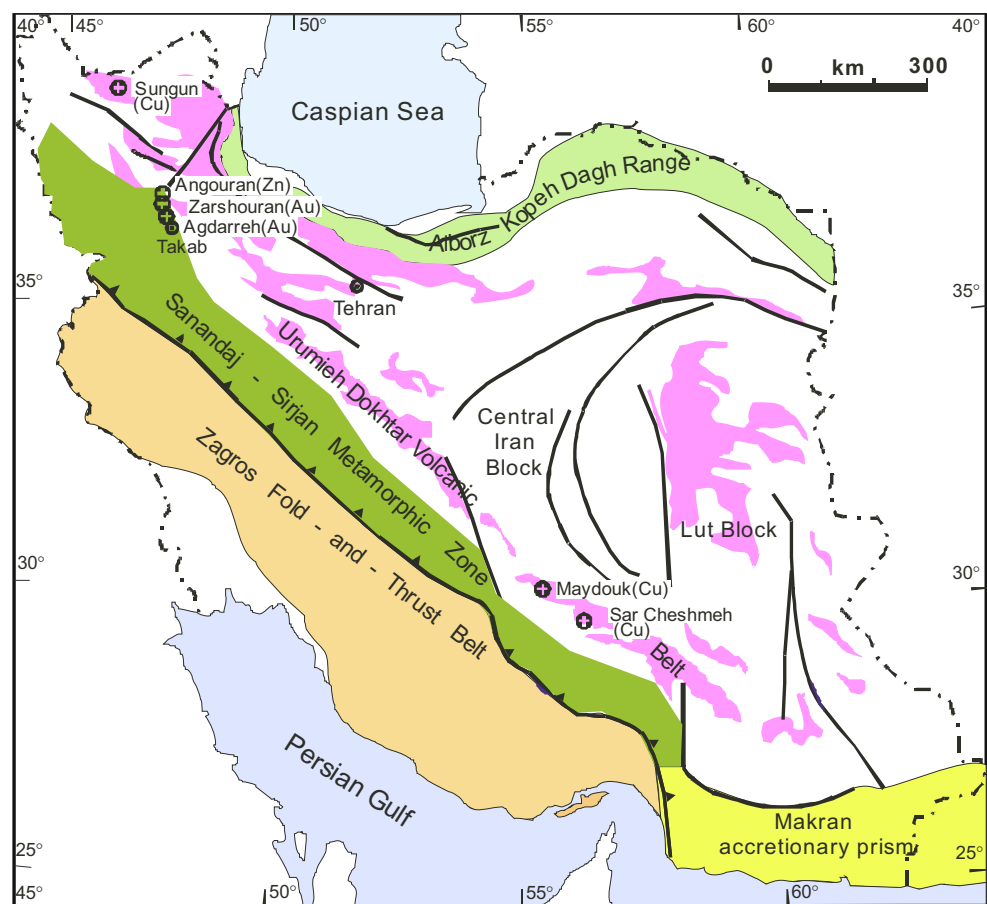 40° 45° 50° 55° 60° 40°
0 km 300
Sungun
(Cu)
Caspian Sea
Angouran(Zn)
Zarshouran(Au)
Agdarreh(Au)
Takab
Alborz Kopeh Dagh Range
35°
35°
Tehran
Sanandaj - Sirjan Metamorphic Zone
Urumieh Dokhtar Volcanic
Belt
Central
Iran
Block
Zagros Fold - and - Thrust Belt
Lut Block
30°
30°
Maydouk(Cu)
Sar Cheshmeh
(Cu)
Persian Gulf
Makran
accretionary prism
25°
25°
45° 50° 55° 60°